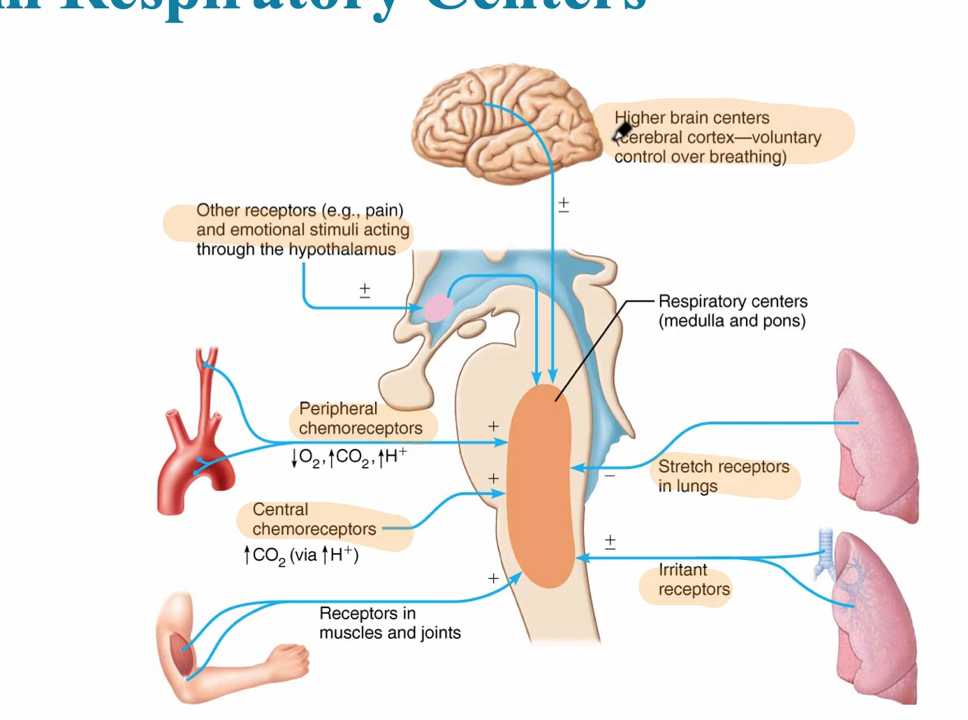 Respiratory Centers
Higher brain centers
(cerebral cortex—voluntary
control over breathing)
±
Other receptors (e.g., pain)
and emotional stimuli acting
through the hypothalamus
±
Respiratory centers
(medulla and pons)
Peripheral
chemoreceptors
+
↓O₂,↑CO₂,↑H⁺
Stretch receptors
in lungs
–
Central
chemoreceptors
+
↑CO₂ (via ↑H⁺)
±
Irritant
receptors
+
Receptors in
muscles and joints